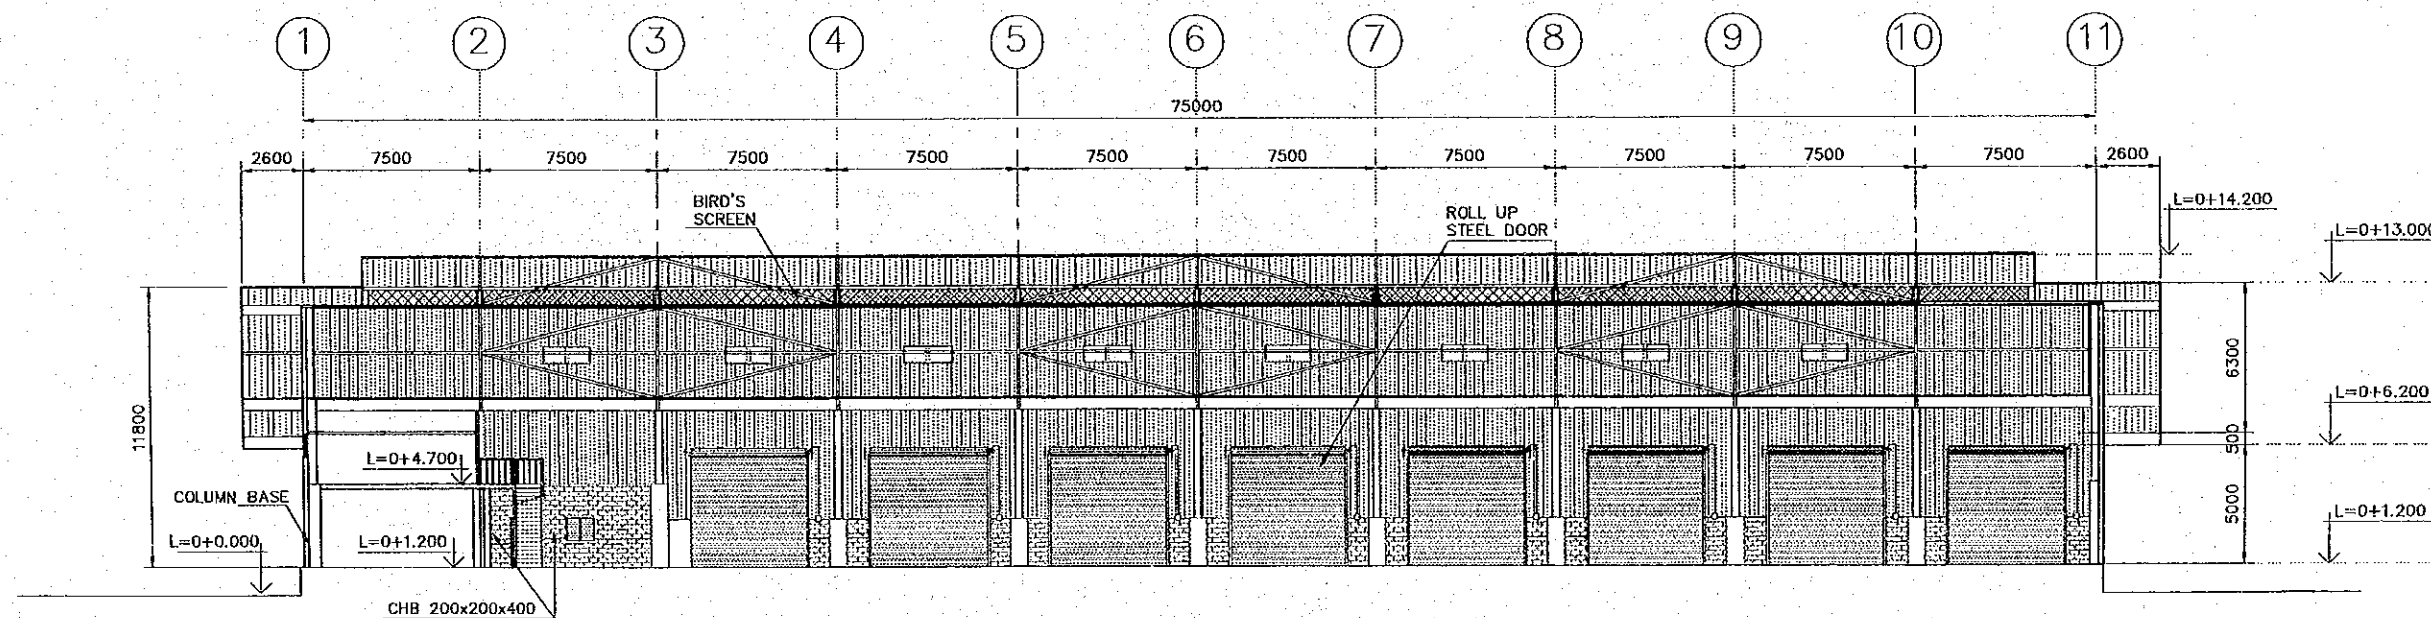 1 2 3 4 5 6 7 8 9 10 11
75000
2600 7500 7500 7500 7500 7500 7500 7500 7500 7500 7500 2600
BIRD'S
SCREEN
ROLL UP
STEEL DOOR
L=0+14.200
L=0+13.000
11800
6300
L=0+6.200
500
L=0+4.700
COLUMN BASE
5000
L=0+1.200
L=0+0.000
L=0+1.200
CHB 200x200x400